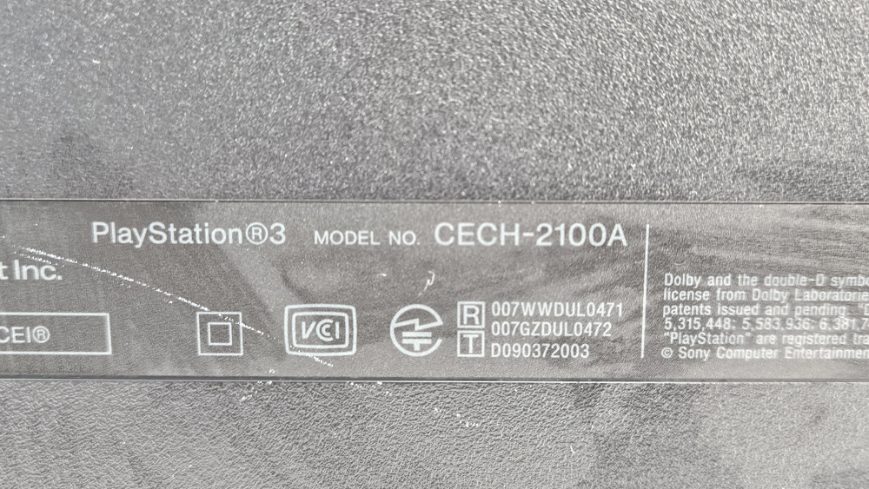 PlayStation®3 MODEL NO. CECH-2100A
t Inc.
CEI®
VCCI
R 007WWDUL0471
007GZDUL0472
T D090372003
Dolby and the double-D symbo
license from Dolby Laboratorie
patents issued and pending. "D
5,315,448; 5,583,936; 6,381,7
"PlayStation" are registered tra
© Sony Computer Entertainment